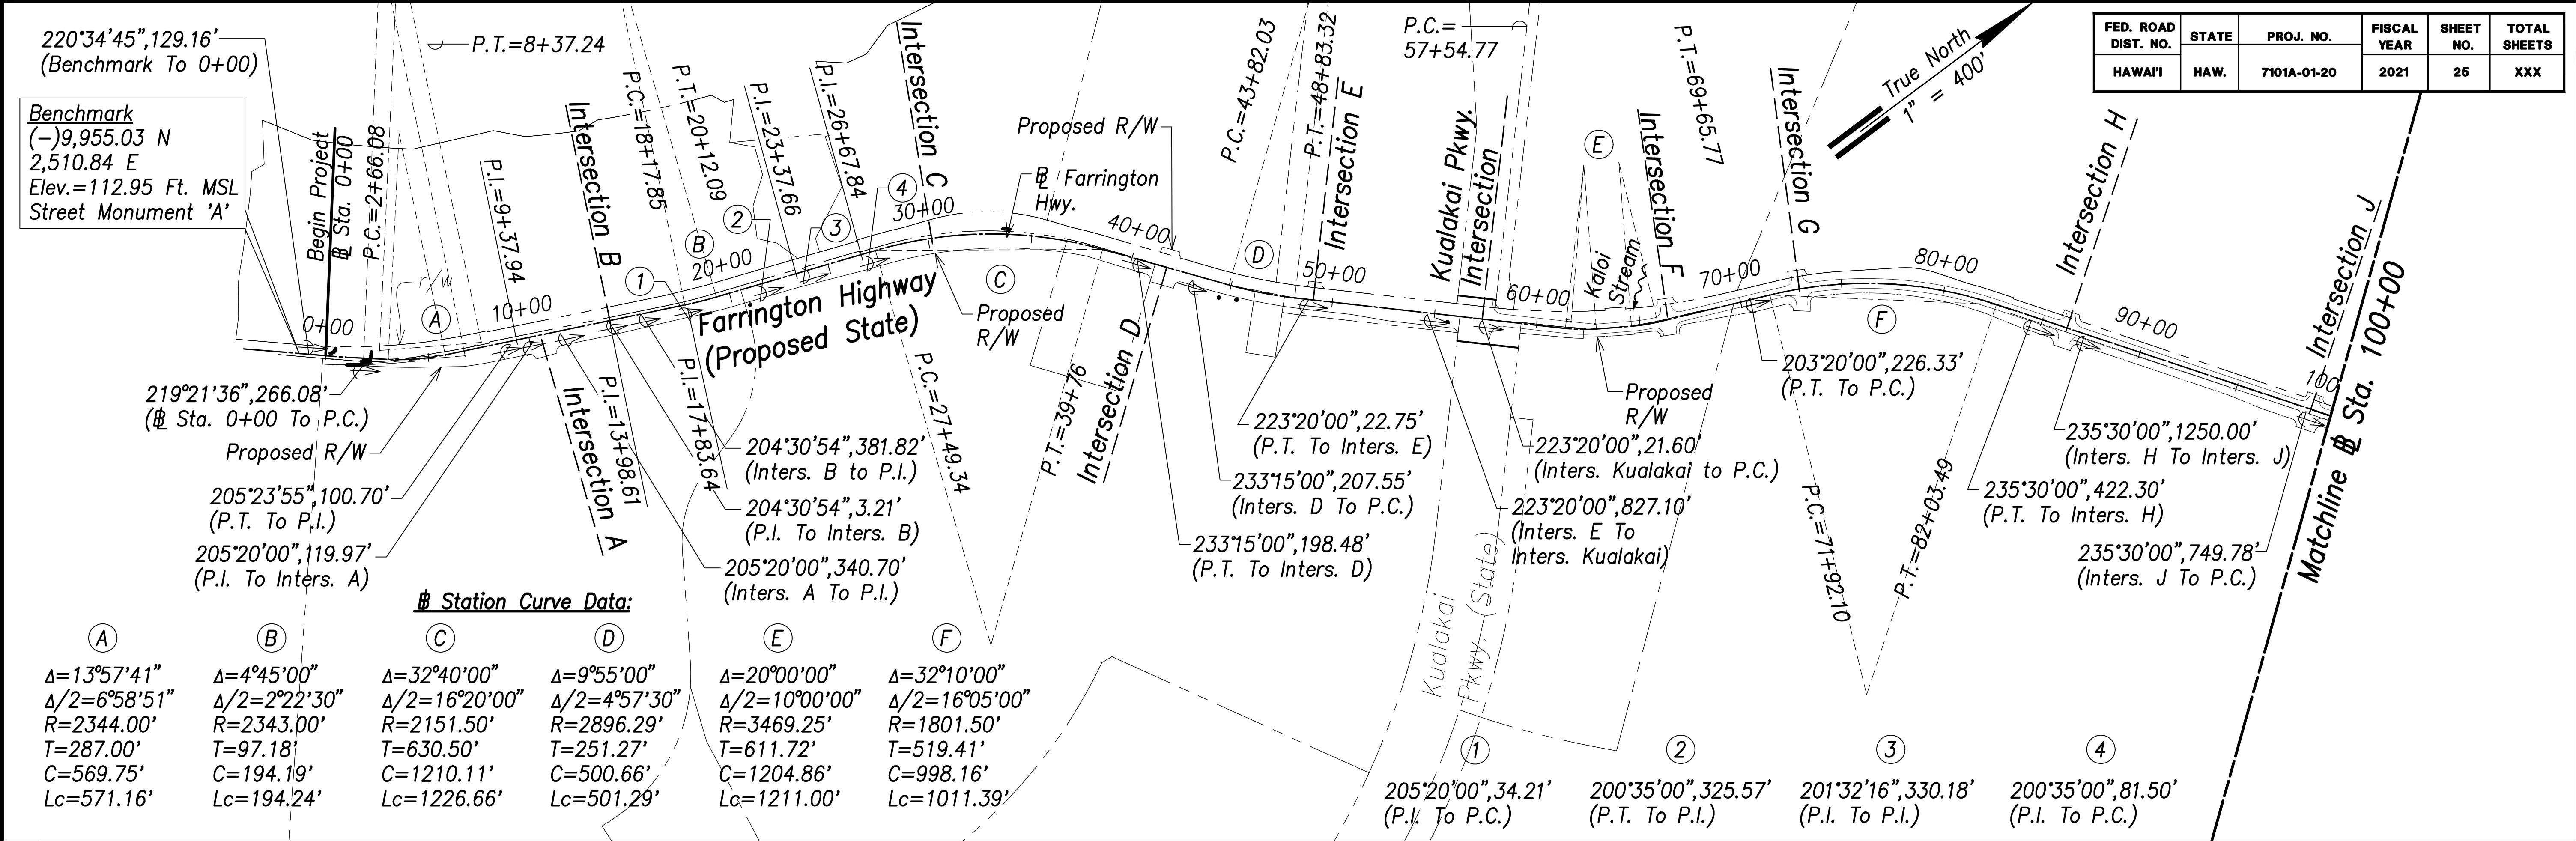 220°34'45",129.16'
(Benchmark To 0+00)
Benchmark
(-)9,955.03 N
2,510.84 E
Elev.=112.95 Ft. MSL
Street Monument 'A'
Begin Project
℄ Sta. 0+00
P.C.=2+66.08
P.T.=8+37.24
r/w
A
P.I.=9+37.94
Intersection B
P.C.=18+17.85
P.T.=20+12.09
P.I.=23+37.66
P.I.=26+67.84
Intersection C
Proposed R/W
℄ Farrington
Hwy.
P.C.=43+82.03
P.T.=48+83.32
Intersection E
P.C.=
57+54.77
Kualakai Pkwy.
Intersection
E
Kaloi
Stream
Intersection F
P.T.=69+65.77
Intersection G
True North
1" = 400'
FED. ROAD
DIST. NO.
STATE
PROJ. NO.
FISCAL
YEAR
SHEET
NO.
TOTAL
SHEETS
HAWAI'I
HAW.
7101A-01-20
2021
25
XXX
Intersection H
Intersection J
Matchline ℄ Sta. 100+00
0+00
10+00
20+00
30+00
40+00
50+00
60+00
70+00
80+00
90+00
100
1
B
2
3
4
C
D
F
Farrington Highway
(Proposed State)
Proposed
R/W
219°21'36",266.08'
(℄ Sta. 0+00 To P.C.)
Proposed R/W
205°23'55",100.70'
(P.T. To P.I.)
205°20'00",119.97'
(P.I. To Inters. A)
Intersection A
P.I.=13+98.61
P.I.=17+83.64
204°30'54",381.82'
(Inters. B to P.I.)
204°30'54",3.21'
(P.I. To Inters. B)
205°20'00",340.70'
(Inters. A To P.I.)
P.C.=27+49.34
P.T.=39+76
Intersection D
223°20'00",22.75'
(P.T. To Inters. E)
233°15'00",207.55'
(Inters. D To P.C.)
233°15'00",198.48'
(P.T. To Inters. D)
223°20'00",21.60'
(Inters. Kualakai to P.C.)
223°20'00",827.10'
(Inters. E To
Inters. Kualakai)
Proposed
R/W
203°20'00",226.33'
(P.T. To P.C.)
P.C.=71+92.10
P.T.=82+03.49
235°30'00",1250.00'
(Inters. H To Inters. J)
235°30'00",422.30'
(P.T. To Inters. H)
235°30'00",749.78'
(Inters. J To P.C.)
Kualakai
Pkwy. (State)
℄ Station Curve Data:
A
Δ=13°57'41"
Δ/2=6°58'51"
R=2344.00'
T=287.00'
C=569.75'
Lc=571.16'
B
Δ=4°45'00"
Δ/2=2°22'30"
R=2343.00'
T=97.18'
C=194.19'
Lc=194.24'
C
Δ=32°40'00"
Δ/2=16°20'00"
R=2151.50'
T=630.50'
C=1210.11'
Lc=1226.66'
D
Δ=9°55'00"
Δ/2=4°57'30"
R=2896.29'
T=251.27'
C=500.66'
Lc=501.29'
E
Δ=20°00'00"
Δ/2=10°00'00"
R=3469.25'
T=611.72'
C=1204.86'
Lc=1211.00'
F
Δ=32°10'00"
Δ/2=16°05'00"
R=1801.50'
T=519.41'
C=998.16'
Lc=1011.39'
1
205°20'00",34.21'
(P.I. To P.C.)
2
200°35'00",325.57'
(P.T. To P.I.)
3
201°32'16",330.18'
(P.I. To P.I.)
4
200°35'00",81.50'
(P.I. To P.C.)